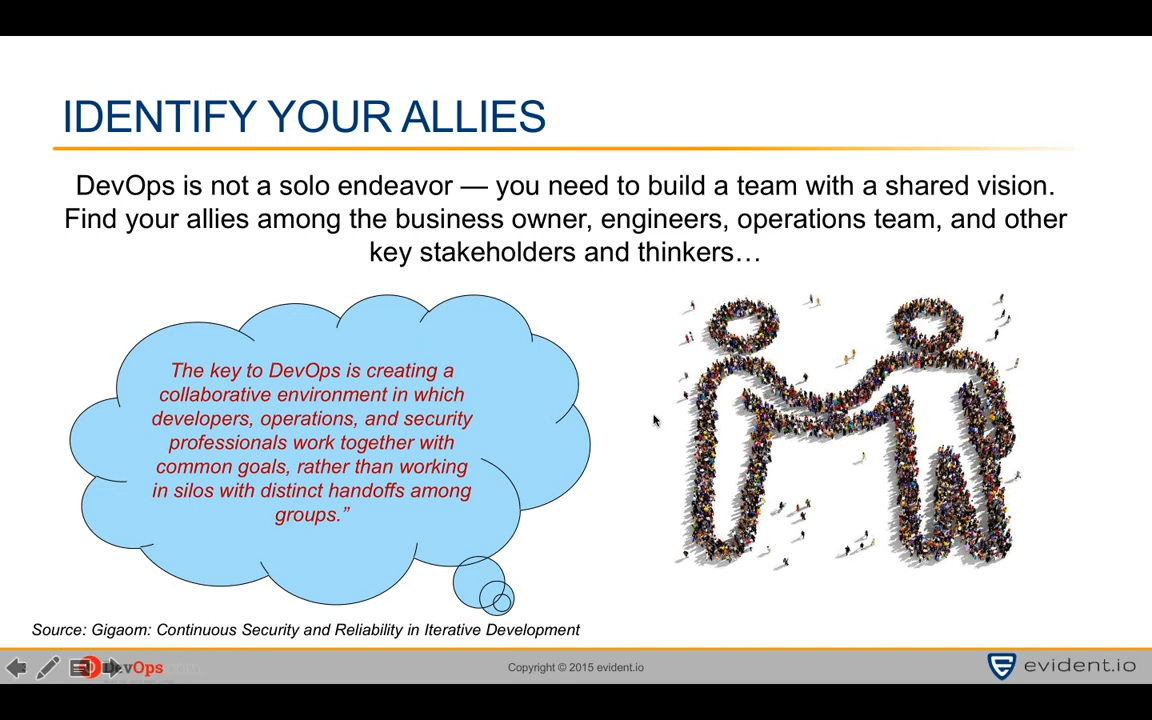 IDENTIFY YOUR ALLIES
DevOps is not a solo endeavor — you need to build a team with a shared vision.
Find your allies among the business owner, engineers, operations team, and other
key stakeholders and thinkers…
The key to DevOps is creating a
collaborative environment in which
developers, operations, and security
professionals work together with
common goals, rather than working
in silos with distinct handoffs among
groups.”
Source: Gigaom: Continuous Security and Reliability in Iterative Development
DevOps.com
Copyright © 2015 evident.io
evident.io